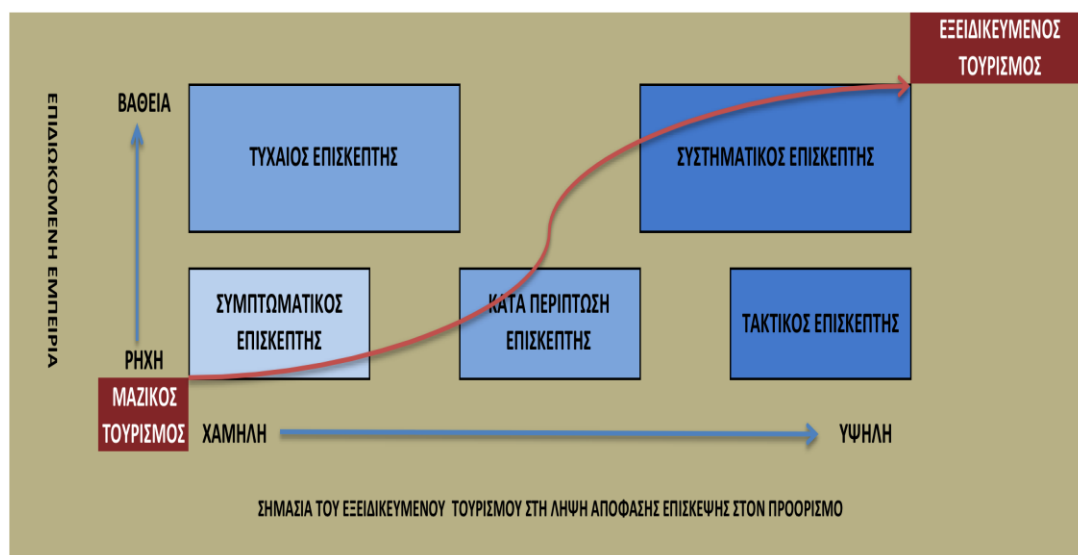 ΕΞΕΙΔΙΚΕΥΜΕΝΟΣ
ΤΟΥΡΙΣΜΟΣ
ΕΠΙΔΙΩΚΟΜΕΝΗ ΕΜΠΕΙΡΙΑ
ΒΑΘΕΙΑ
ΤΥΧΑΙΟΣ ΕΠΙΣΚΕΠΤΗΣ
ΣΥΣΤΗΜΑΤΙΚΟΣ ΕΠΙΣΚΕΠΤΗΣ
ΣΥΜΠΤΩΜΑΤΙΚΟΣ
ΕΠΙΣΚΕΠΤΗΣ
ΚΑΤΑ ΠΕΡΙΠΤΩΣΗ
ΕΠΙΣΚΕΠΤΗΣ
ΤΑΚΤΙΚΟΣ ΕΠΙΣΚΕΠΤΗΣ
ΡΗΧΗ
ΜΑΖΙΚΟΣ
ΤΟΥΡΙΣΜΟΣ
ΧΑΜΗΛΗ
ΥΨΗΛΗ
ΣΗΜΑΣΙΑ ΤΟΥ ΕΞΕΙΔΙΚΕΥΜΕΝΟΥ ΤΟΥΡΙΣΜΟΥ ΣΤΗ ΛΗΨΗ ΑΠΟΦΑΣΗΣ ΕΠΙΣΚΕΨΗΣ ΣΤΟΝ ΠΡΟΟΡΙΣΜΟ